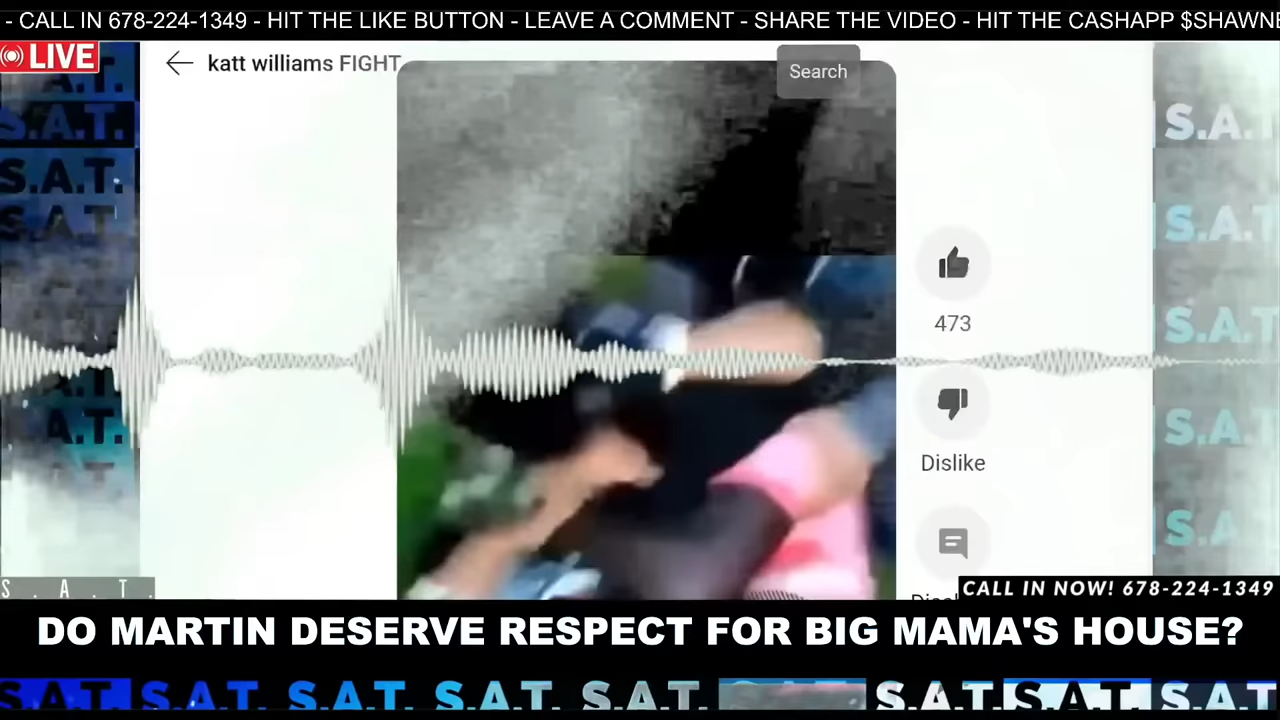 - CALL IN 678-224-1349 - HIT THE LIKE BUTTON - LEAVE A COMMENT - SHARE THE VIDEO - HIT THE CASHAPP $SHAWNE
LIVE
katt williams FIGHT
Search
S.A.T.
S.A.T.
S.A.T.
S.A.T
A.T.
A.T.
S.A.T
S.A.T
S.A.T
S.A.T
S.A
473
Dislike
S.A.T.
CALL IN NOW! 678-224-1349
DO MARTIN DESERVE RESPECT FOR BIG MAMA'S HOUSE?
S.A.T. S.A.T. S.A.T. S.A.T. S.A.T. S.A.T. S.A.T. S.A.T